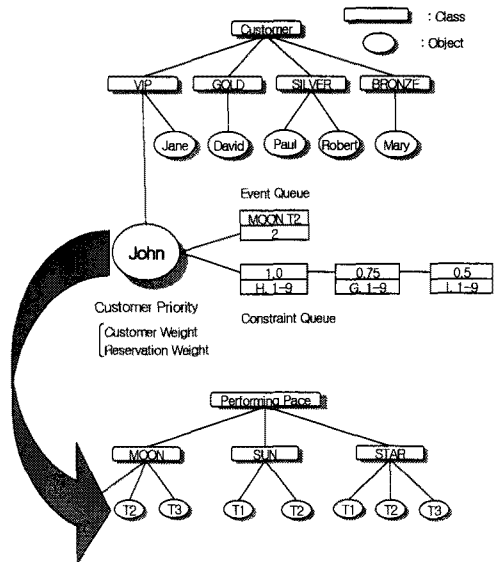 Customer
: Class
: Object
VIP GOLD SILVER BRONZE
Jane David Paul Robert Mary
Event Queue
MOON T2
2
John
1.0 0.75 0.5
H. 1-9 G. 1-9 I. 1-9
Customer Priority
Constraint Queue
Customer Weight
Reservation Weight
Performing Pace
MOON SUN STAR
T2 T3 T1 T2 T1 T2 T3